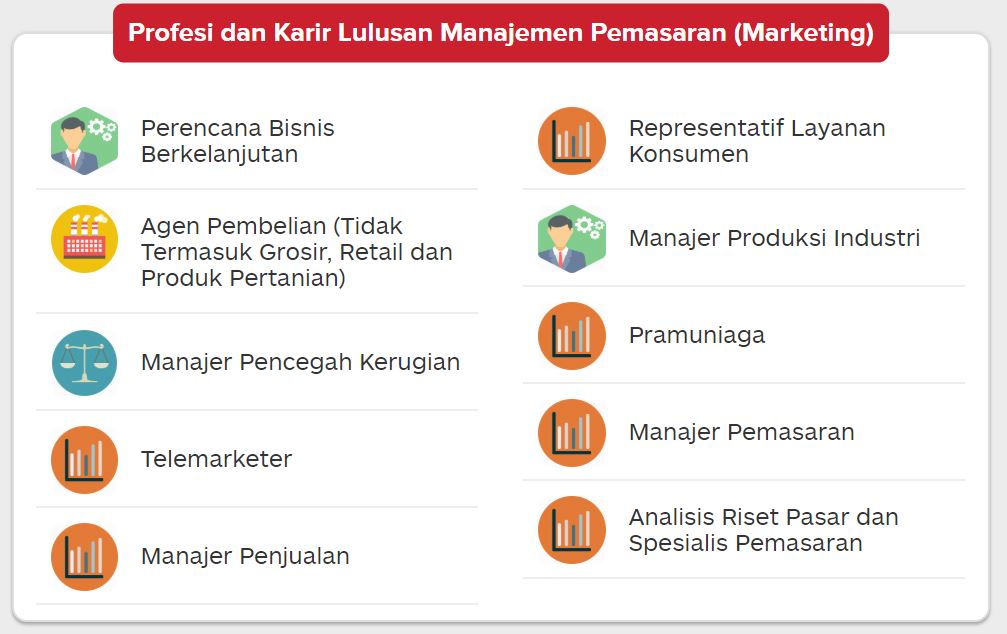 Profesi dan Karir Lulusan Manajemen Pemasaran (Marketing)
Perencana Bisnis
Berkelanjutan
Agen Pembelian (Tidak
Termasuk Grosir, Retail dan
Produk Pertanian)
Manajer Pencegah Kerugian
Telemarketer
Manajer Penjualan
Representatif Layanan
Konsumen
Manajer Produksi Industri
Pramuniaga
Manajer Pemasaran
Analisis Riset Pasar dan
Spesialis Pemasaran